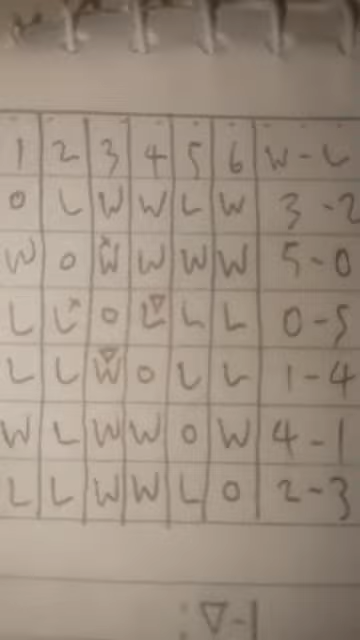 1 2 3 4 5 6 W-L
0 L W W L W 3-2
W 0 W W W W 5-0
L L 0 L L L 0-5
L L W 0 L L 1-4
W L W W 0 W 4-1
L L W W L 0 2-3